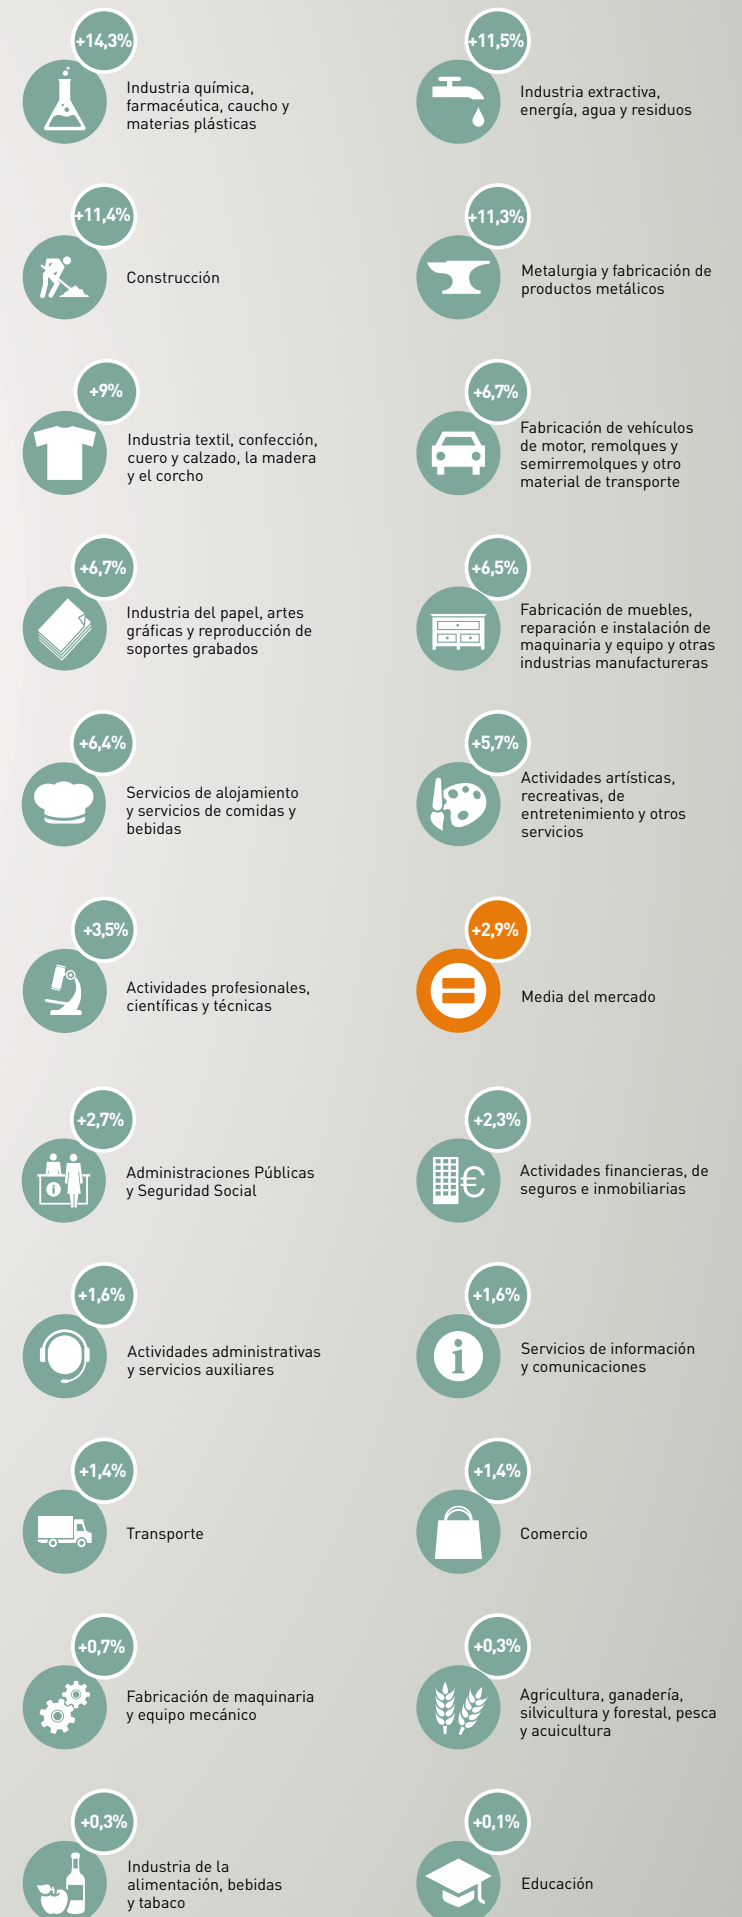 +14,3%
Industria química,
farmacéutica, caucho y
materias plásticas
+11,5%
Industria extractiva,
energía, agua y residuos
+11,4%
Construcción
+11,3%
Metalurgia y fabricación de
productos metálicos
+9%
Industria textil, confección,
cuero y calzado, la madera
y el corcho
+6,7%
Fabricación de vehículos
de motor, remolques y
semirremolques y otro
material de transporte
+6,7%
Industria del papel, artes
gráficas y reproducción de
soportes grabados
+6,5%
Fabricación de muebles,
reparación e instalación de
maquinaria y equipo y otras
industrias manufactureras
+6,4%
Servicios de alojamiento
y servicios de comidas y
bebidas
+5,7%
Actividades artísticas,
recreativas, de
entretenimiento y otros
servicios
+3,5%
Actividades profesionales,
científicas y técnicas
+2,9%
Media del mercado
+2,7%
Administraciones Públicas
y Seguridad Social
+2,3%
Actividades financieras, de
seguros e inmobiliarias
+1,6%
Actividades administrativas
y servicios auxiliares
+1,6%
Servicios de información
y comunicaciones
+1,4%
Transporte
+1,4%
Comercio
+0,7%
Fabricación de maquinaria
y equipo mecánico
+0,3%
Agricultura, ganadería,
silvicultura y forestal, pesca
y acuicultura
+0,3%
Industria de la
alimentación, bebidas
y tabaco
+0,1%
Educación